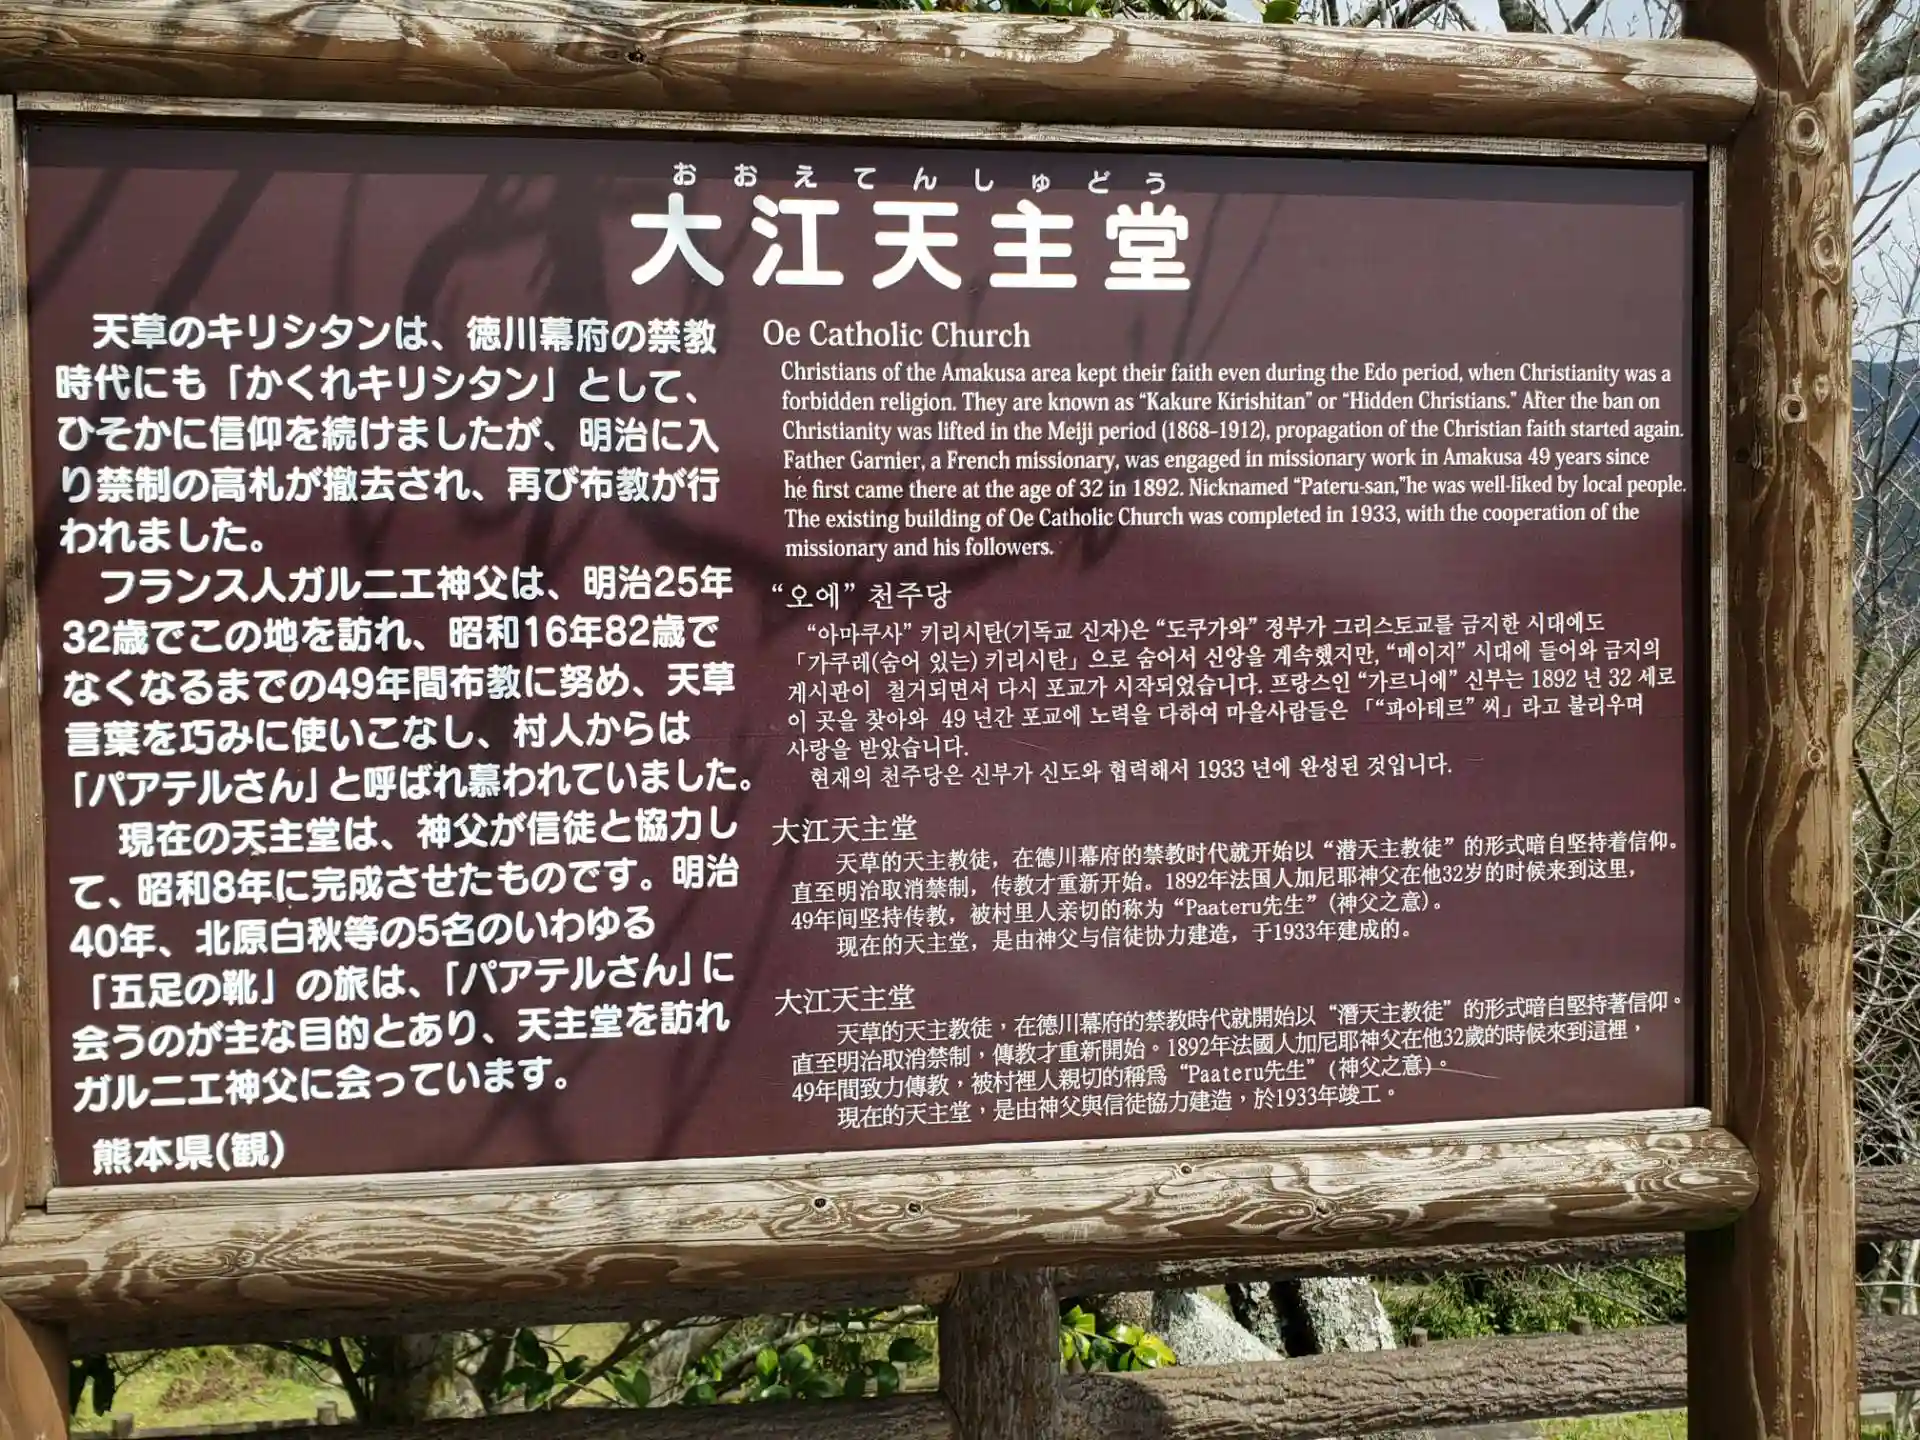 おおえてんしゅどう
大江天主堂
天草のキリシタンは、徳川幕府の禁教
時代にも「かくれキリシタン」として、
ひそかに信仰を続けましたが、明治に入
り禁制の高札が撤去され、再び布教が行
われました。
フランス人ガルニエ神父は、明治25年
32歳でこの地を訪れ、昭和16年82歳で
なくなるまでの49年間布教に努め、天草
言葉を巧みに使いこなし、村人からは
「パアテルさん」と呼ばれ慕われていました。
現在の天主堂は、神父が信徒と協力し
て、昭和8年に完成させたものです。明治
40年、北原白秋等の5名のいわゆる
「五足の靴」の旅は、「パアテルさん」に
会うのが主な目的とあり、天主堂を訪れ
ガルニエ神父に会っています。
熊本県(観)
Oe Catholic Church
Christians of the Amakusa area kept their faith even during the Edo period, when Christianity was a
forbidden religion. They are known as “Kakure Kirishitan” or “Hidden Christians.” After the ban on
Christianity was lifted in the Meiji period (1868-1912), propagation of the Christian faith started again.
Father Garnier, a French missionary, was engaged in missionary work in Amakusa 49 years since
he first came there at the age of 32 in 1892. Nicknamed “Pateru-san,”he was well-liked by local people.
The existing building of Oe Catholic Church was completed in 1933, with the cooperation of the
missionary and his followers.
“오에” 천주당
“아마쿠사” 키리시탄(기독교 신자)은 “도쿠가와” 정부가 그리스토교를 금지한 시대에도
「가쿠레(숨어 있는) 키리시탄」으로 숨어서 신앙을 계속했지만, “메이지” 시대에 들어와 금지의
게시판이 철거되면서 다시 포교가 시작되었습니다. 프랑스인 “가르니에” 신부는 1892 년 32 세로
이 곳을 찾아와 49 년간 포교에 노력을 다하여 마을사람들은 「“파아테르” 씨」라고 불리우며
사랑을 받았습니다.
현재의 천주당은 신부가 신도와 협력해서 1933 년에 완성된 것입니다.
大江天主堂
天草的天主教徒，在德川幕府的禁教时代就开始以“潜天主教徒”的形式暗自坚持着信仰。
直至明治取消禁制，传教才重新开始。1892年法国人加尼耶神父在他32岁的时候来到这里，
49年间坚持传教，被村里人亲切的称为“Paateru先生”（神父之意）。
现在的天主堂，是由神父与信徒协力建造，于1933年建成的。
大江天主堂
天草的天主教徒，在德川幕府的禁教時代就開始以“潛天主教徒”的形式暗自堅持著信仰。
直至明治取消禁制，傳教才重新開始。1892年法國人加尼耶神父在他32歲的時候來到這裡，
49年間致力傳教，被村裡人親切的稱爲“Paateru先生”（神父之意）。
現在的天主堂，是由神父與信徒協力建造，於1933年竣工。